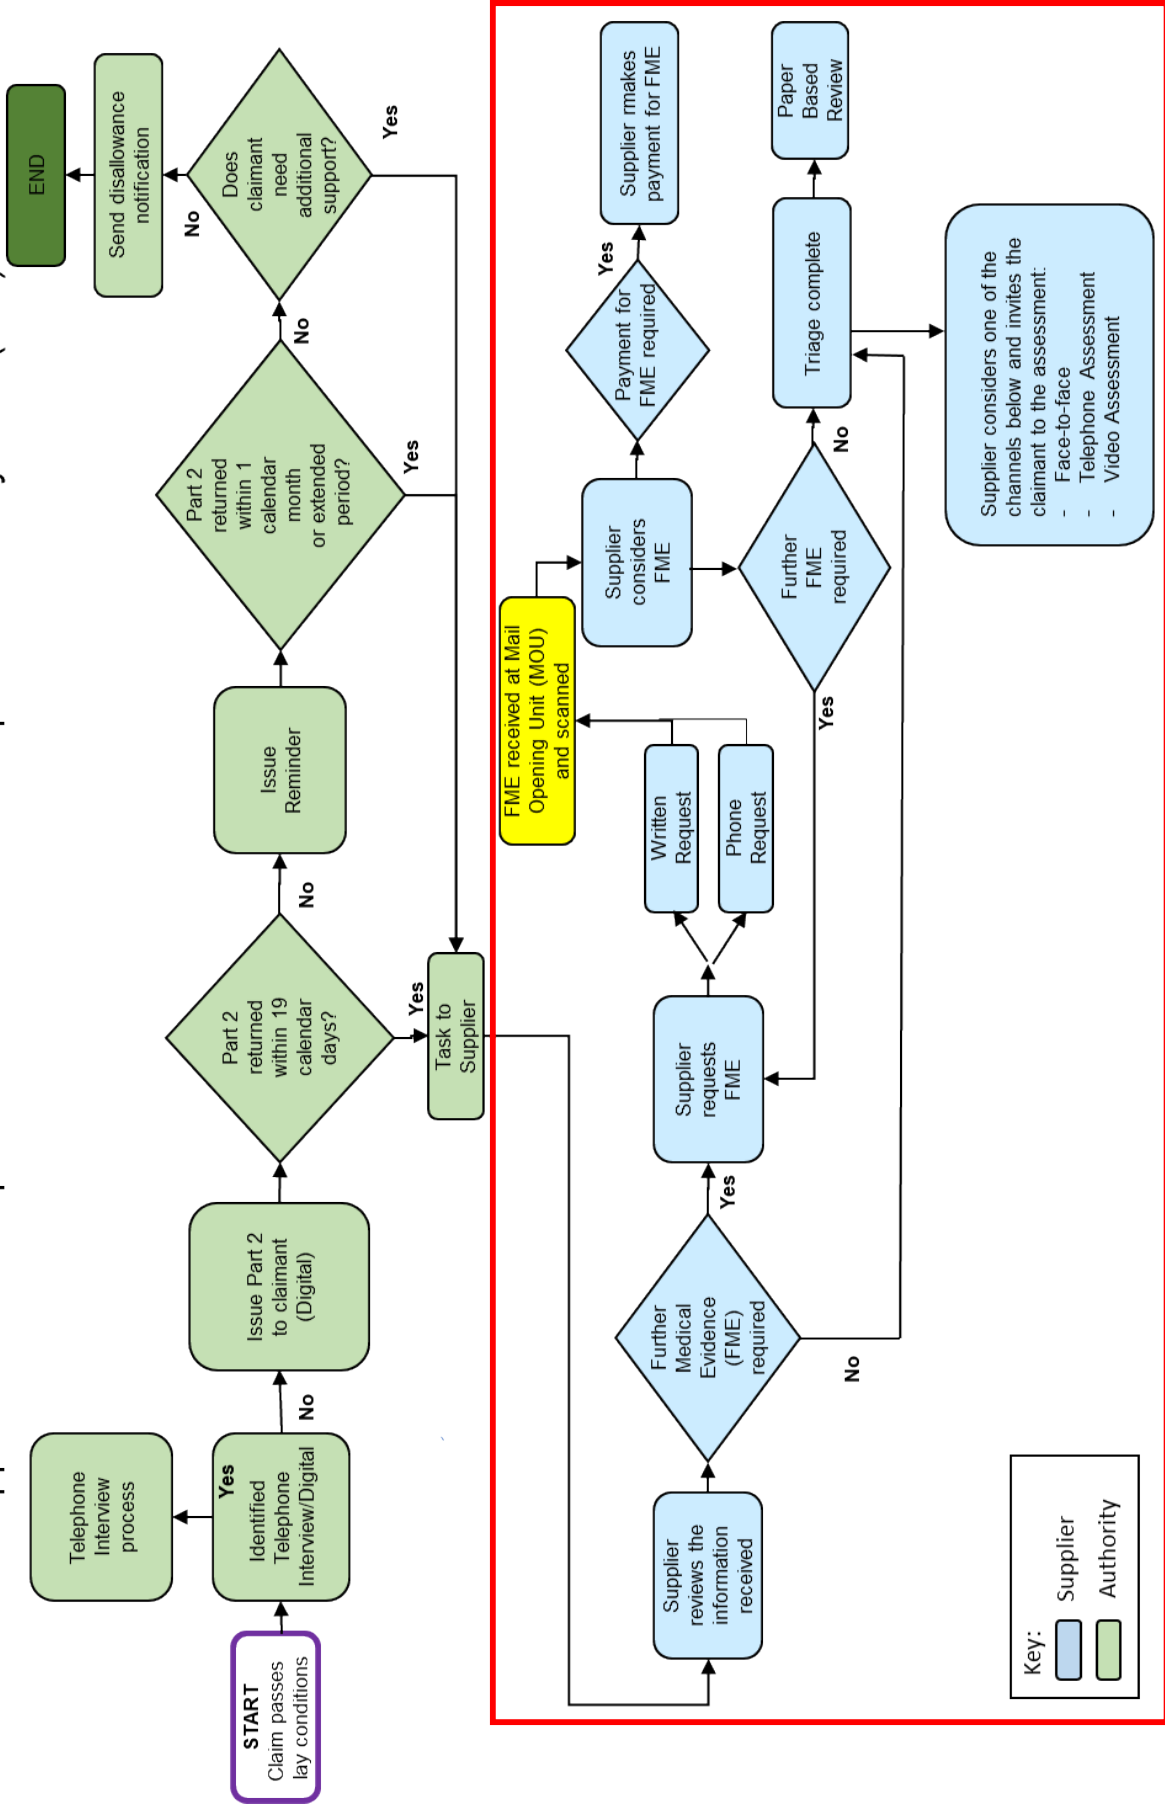 START
Claim passes
lay conditions
Telephone
Interview
process
Yes
Identified
Telephone
Interview/Digital
No
Issue Part 2
to claimant
(Digital)
Part 2
returned
within 19
calendar
days?
No
Yes
Issue
Reminder
Part 2
returned
within 1
calendar
month
or extended
period?
No
Yes
Does
claimant
need
additional
support?
No
Yes
Send disallowance
notification
END
Task to
Supplier
Supplier
reviews the
information
received
Further
Medical
Evidence
(FME)
required
Yes
No
Supplier
requests
FME
Written
Request
Phone
Request
FME received at Mail
Opening Unit (MOU)
and scanned
Supplier
considers
FME
Payment for
FME required
Yes
Supplier rmakes
payment for FME
Further
FME
required
Yes
No
Triage complete
Paper
Based
Review
Supplier considers one of the
channels below and invites the
claimant to the assessment:
- Face-to-face
- Telephone Assessment
- Video Assessment
Key:
Supplier
Authority